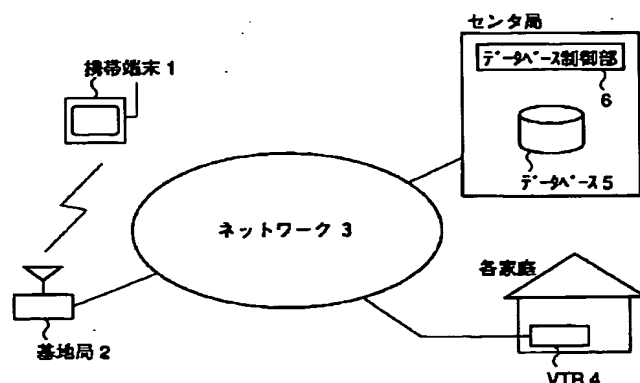 センタ局
データベース制御部
6
データベース5
携帯端末1
ネットワーク 3
基地局2
各家庭
VTR 4